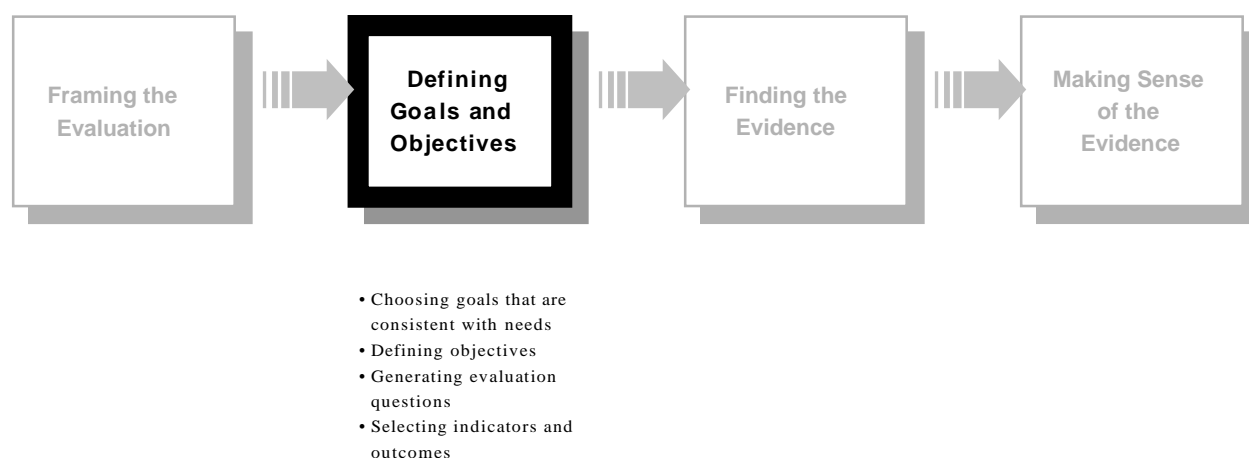 Framing the
Evaluation
Defining
Goals and
Objectives
Finding the
Evidence
Making Sense
of the
Evidence
• Choosing goals that are
consistent with needs
• Defining objectives
• Generating evaluation
questions
• Selecting indicators and
outcomes